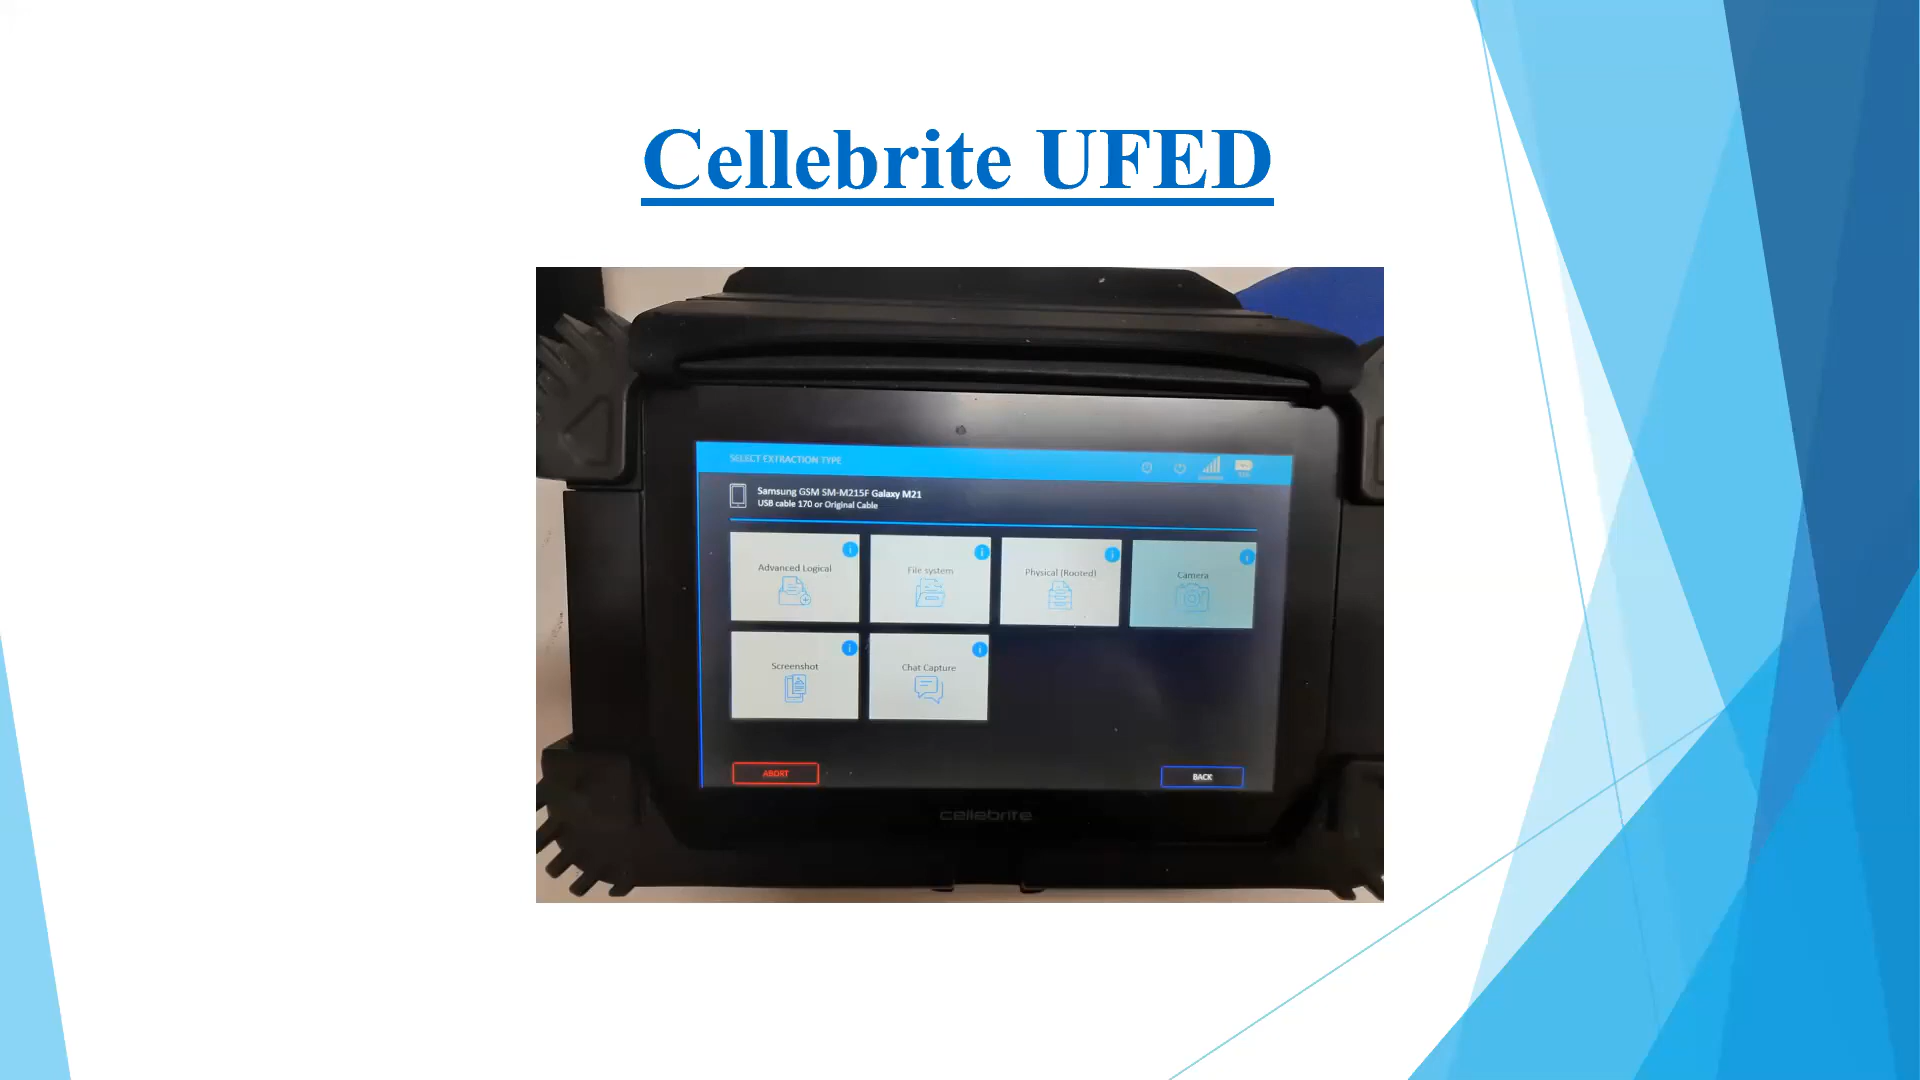 Cellebrite UFED
SELECT EXTRACTION TYPE
Samsung GSM SM-M215F Galaxy M21
USB cable 170 or Original Cable
Advanced Logical
File system
Physical (Rooted)
Camera
Screenshot
Chat Capture
ABORT
BACK
cellebrite